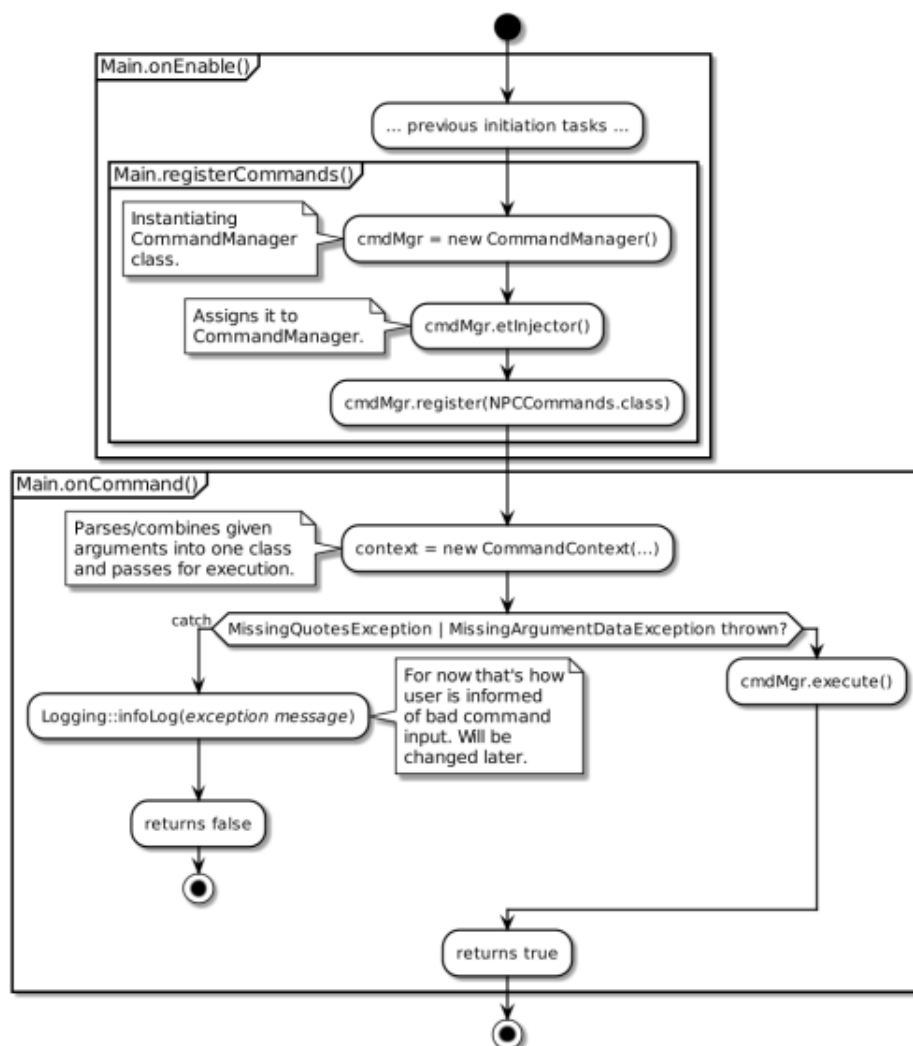 Main.onEnable()
... previous initiation tasks ...
Main.registerCommands()
Instantiating
CommandManager
class.
cmdMgr = new CommandManager()
Assigns it to
CommandManager.
cmdMgr.etInjector()
cmdMgr.register(NPCCommands.class)
Main.onCommand()
Parses/combines given
arguments into one class
and passes for execution.
context = new CommandContext(...)
catch
MissingQuotesException | MissingArgumentDataException thrown?
Logging::infoLog(exception message)
For now that's how
user is informed
of bad command
input. Will be
changed later.
cmdMgr.execute()
returns false
returns true